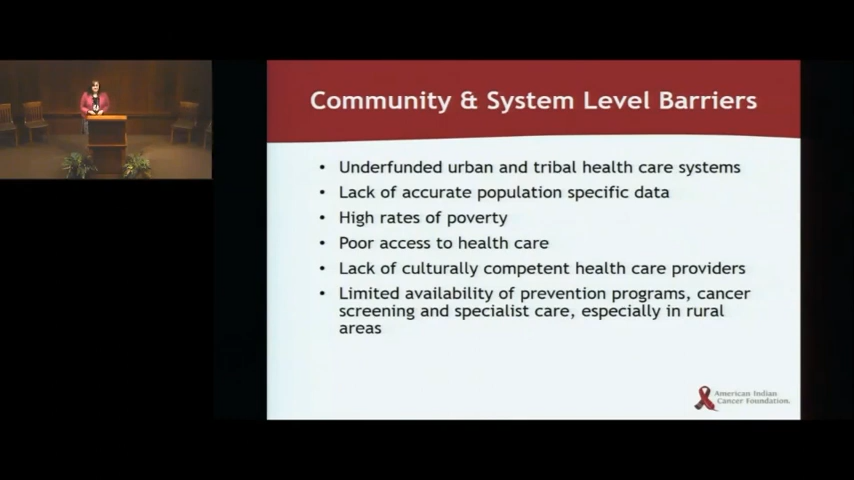 Community & System Level Barriers
• Underfunded urban and tribal health care systems
• Lack of accurate population specific data
• High rates of poverty
• Poor access to health care
• Lack of culturally competent health care providers
• Limited availability of prevention programs, cancer
screening and specialist care, especially in rural
areas
American Indian
Cancer Foundation.